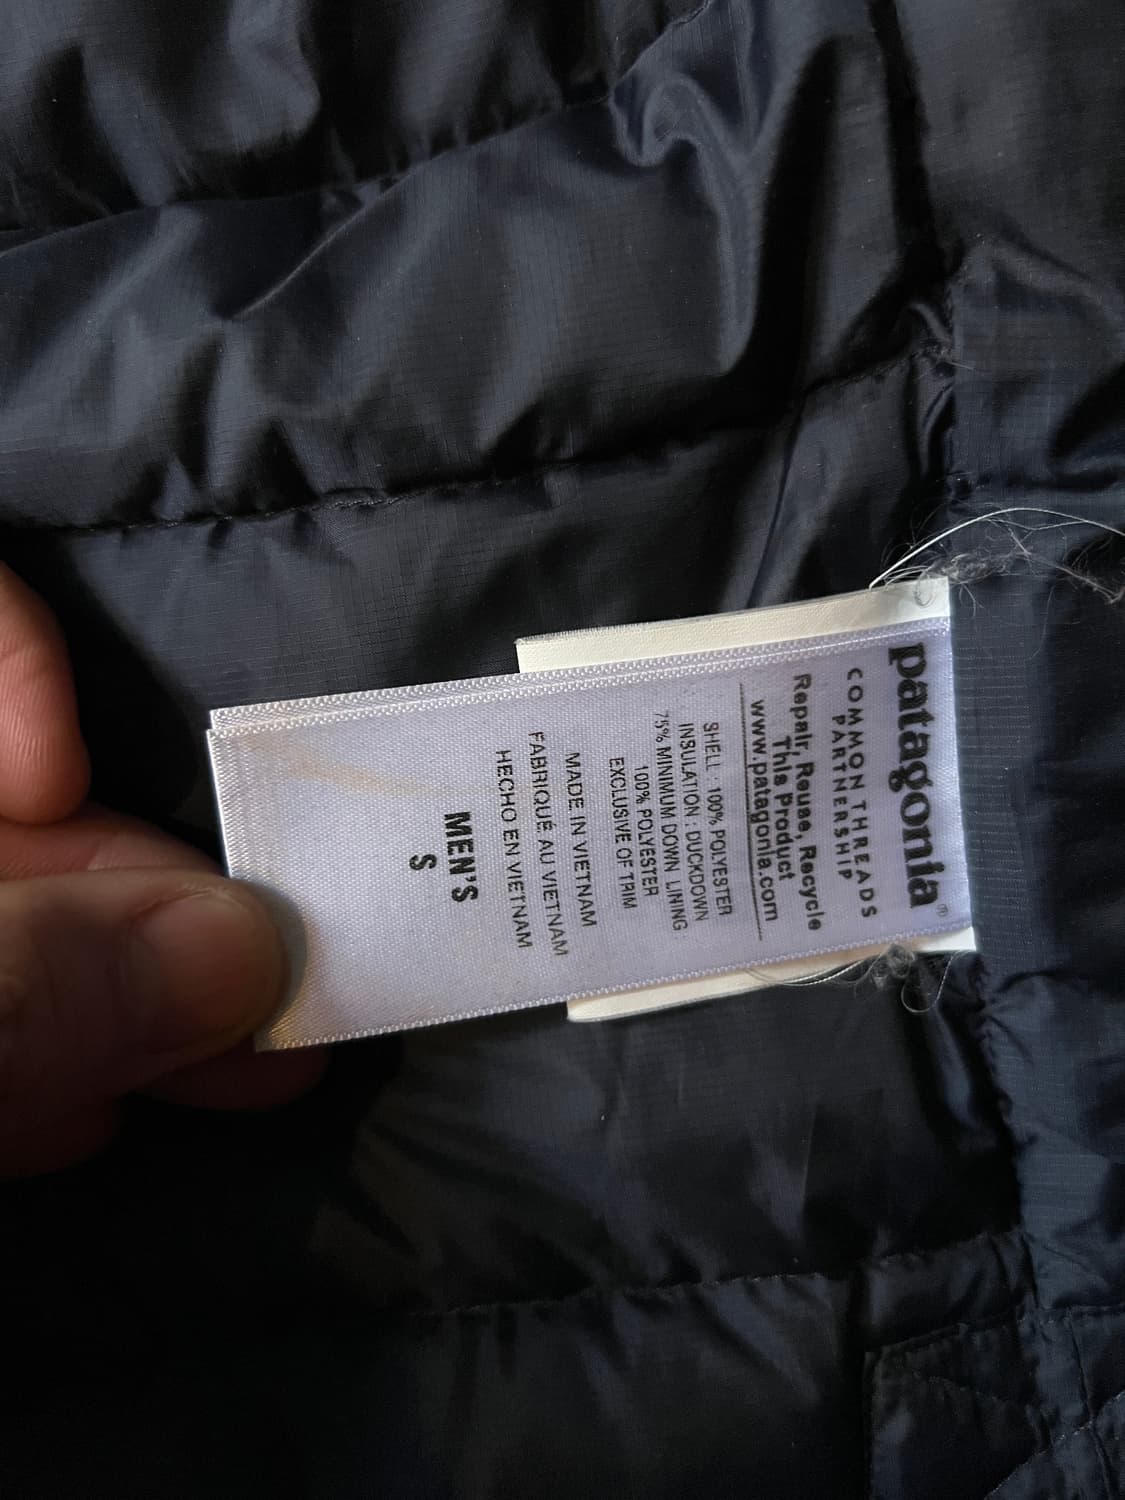 patagonia®
COMMON THREADS
PARTNERSHIP
Repair, Reuse, Recycle
This Product
www.patagonia.com
SHELL : 100% POLYESTER
INSULATION : DUCKDOWN
75% MINIMUM DOWN LINING :
100% POLYESTER
EXCLUSIVE OF TRIM
MADE IN VIETNAM
FABRIQUÉ AU VIETNAM
HECHO EN VIETNAM
MEN'S
S